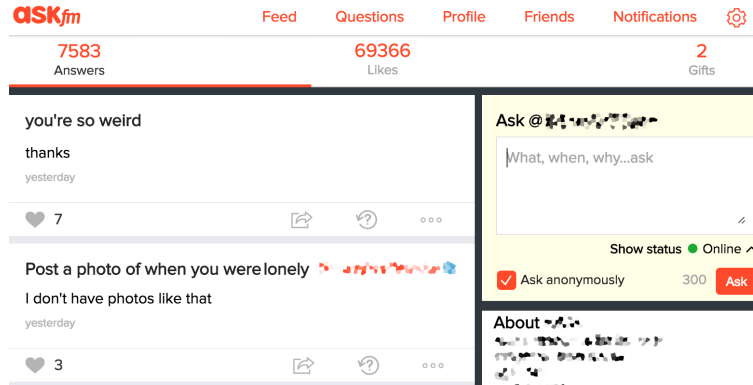 ASKfm
Feed Questions Profile Friends Notifications
7583 69366 2
Answers Likes Gifts
you're so weird
thanks
yesterday
7
Post a photo of when you were lonely
I don't have photos like that
yesterday
3
Ask @
What, when, why...ask
Show status Online
Ask anonymously 300 Ask
About